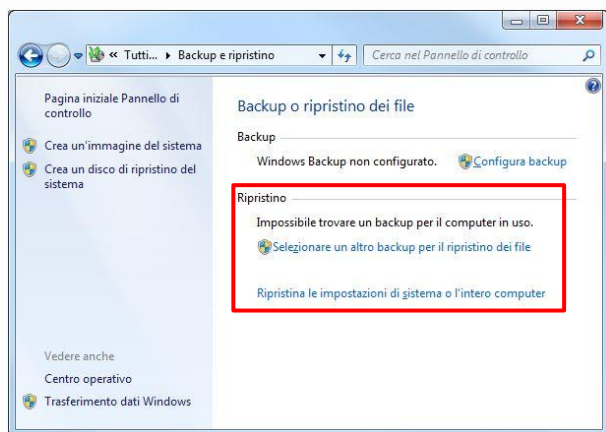 « Tutti... ▸ Backup e ripristino
Cerca nel Pannello di controllo
Pagina iniziale Pannello di
controllo
Crea un'immagine del sistema
Crea un disco di ripristino del
sistema
Vedere anche
Centro operativo
Trasferimento dati Windows
Backup o ripristino dei file
Backup
Windows Backup non configurato.
Configura backup
Ripristino
Impossibile trovare un backup per il computer in uso.
Selezionare un altro backup per il ripristino dei file
Ripristina le impostazioni di sistema o l'intero computer